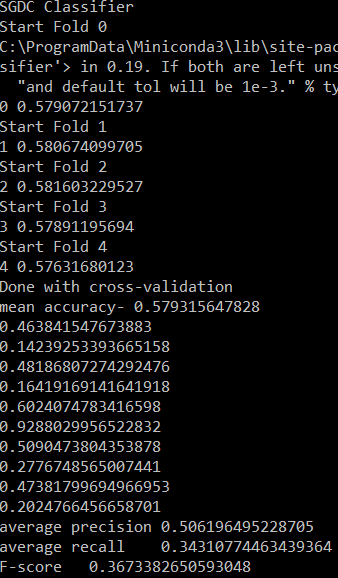 SGDC Classifier
Start Fold 0
C:\ProgramData\Miniconda3\lib\site-pac
sifier'> in 0.19. If both are left uns
"and default tol will be 1e-3." % ty
0 0.579072151737
Start Fold 1
1 0.580674099705
Start Fold 2
2 0.581603229527
Start Fold 3
3 0.57891195694
Start Fold 4
4 0.57631680123
Done with cross-validation
mean accuracy- 0.579315647828
0.463841547673883
0.14239253393665158
0.48186807274292476
0.16419169141641918
0.6024074783416598
0.9288029956522832
0.5090473804353878
0.2776748565007441
0.47381799694966953
0.2024766456658701
average precision 0.506196495228705
average recall 0.34310774463439364
F-score 0.3673382650593048